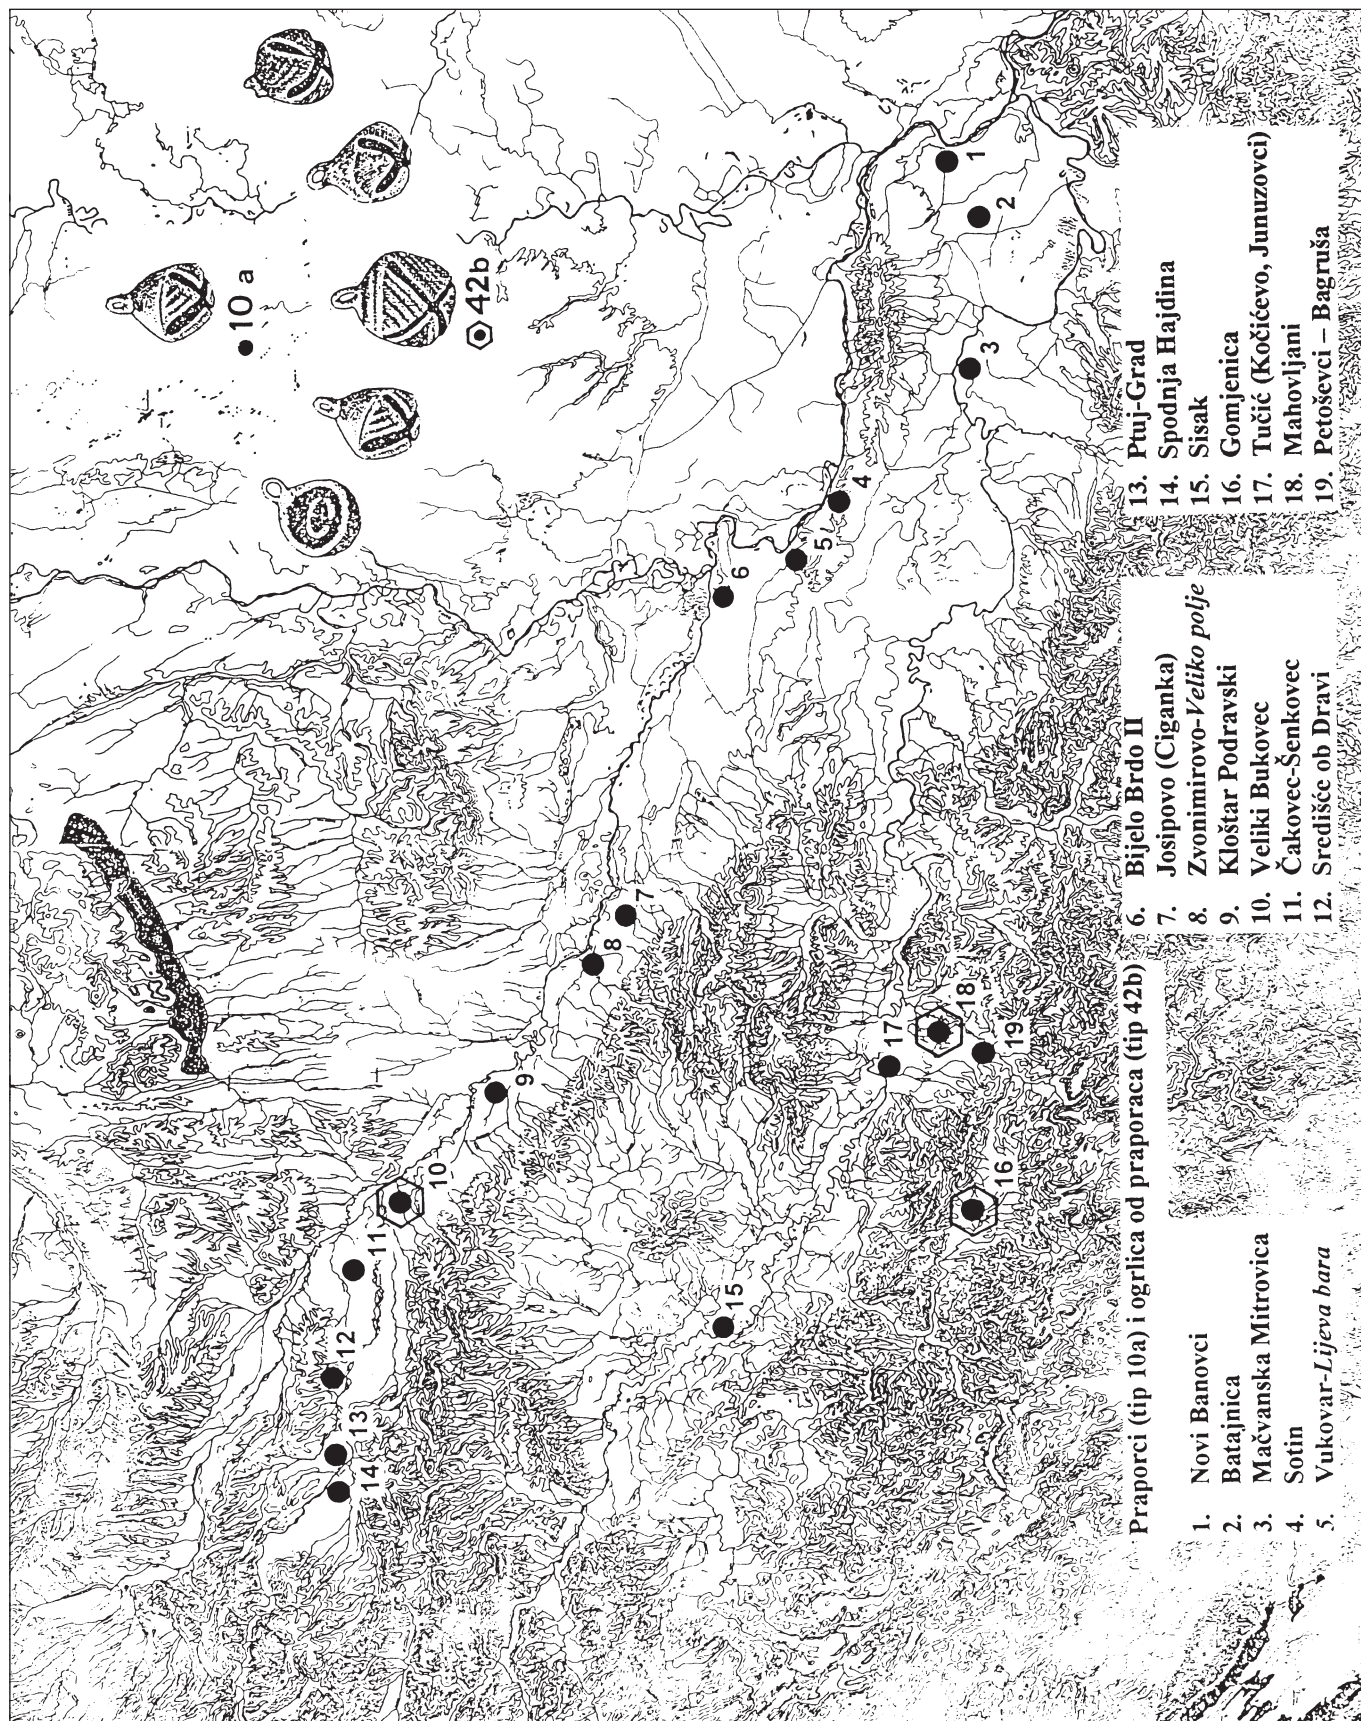 10 a
42b
1
2
3
4
5
6
7
8
9
10
11
12
13
14
15
16
17
18
19
Praporci (tip 10a) i ogrlica od praporaca (tip 42b)
1. Novi Banovci
2. Batajnica
3. Mačvanska Mitrovica
4. Sotin
5. Vukovar-Lijeva bara
6. Bijelo Brdo II
7. Josipovo (Ciganka)
8. Zvonimirovo-Veliko polje
9. Kloštar Podravski
10. Veliki Bukovec
11. Čakovec-Šenkovec
12. Središće ob Dravi
13. Ptuj-Grad
14. Spodnja Hajdina
15. Sisak
16. Gomjenica
17. Tučić (Kočićevo, Junuzovci)
18. Mahovljani
19. Petoševci – Bagruša